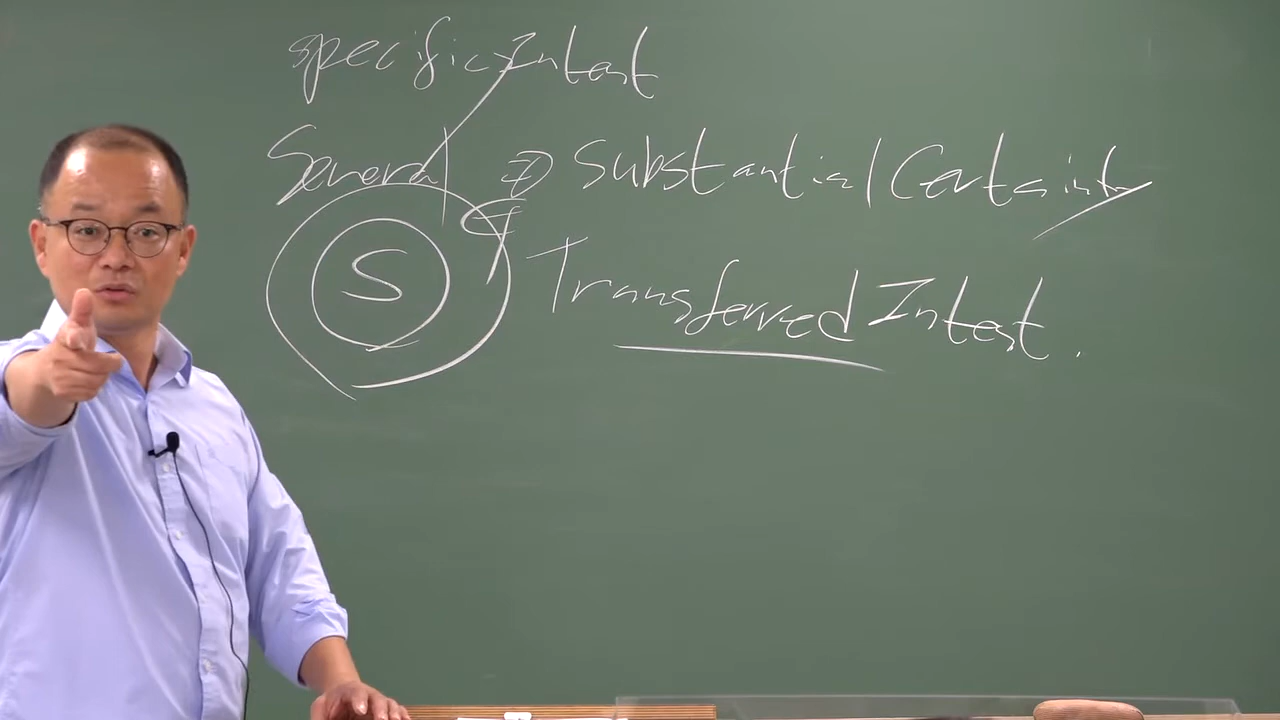 specific Intent
General ⇒ Substantial Certainty
S G
Transferred Intent.